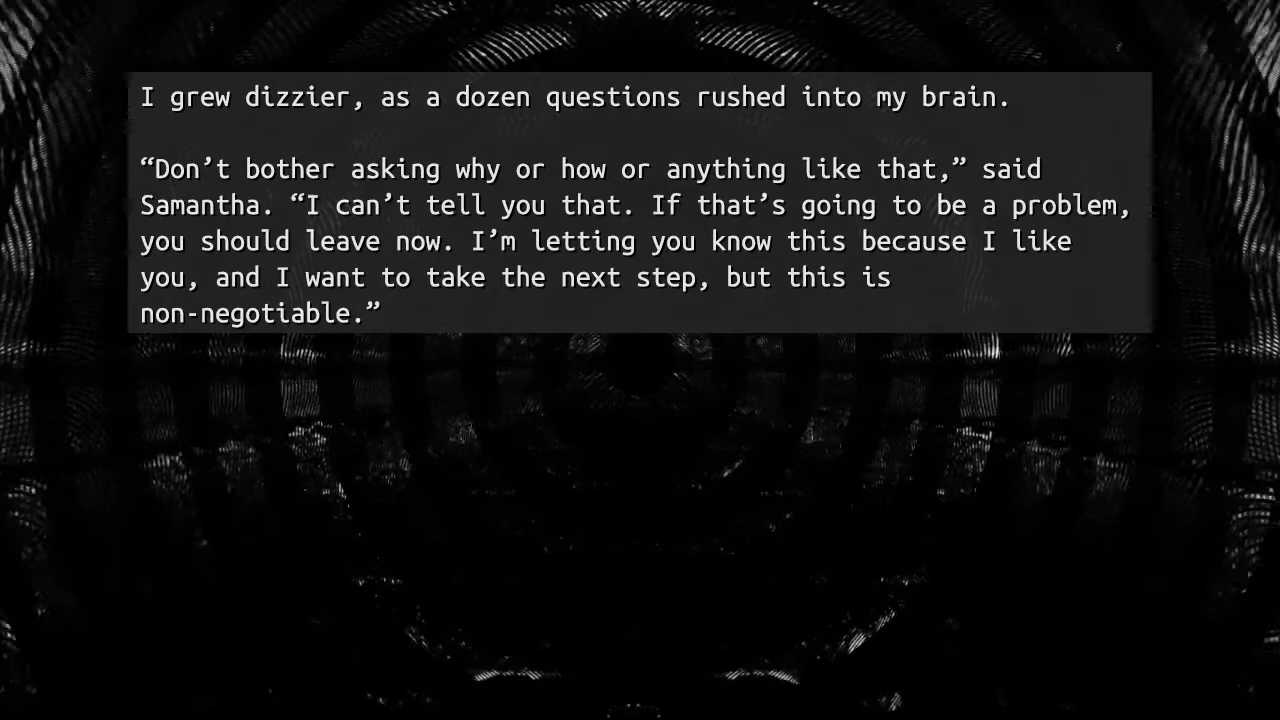 I grew dizzier, as a dozen questions rushed into my brain.
“Don’t bother asking why or how or anything like that,” said
Samantha. “I can’t tell you that. If that’s going to be a problem,
you should leave now. I’m letting you know this because I like
you, and I want to take the next step, but this is
non-negotiable.”